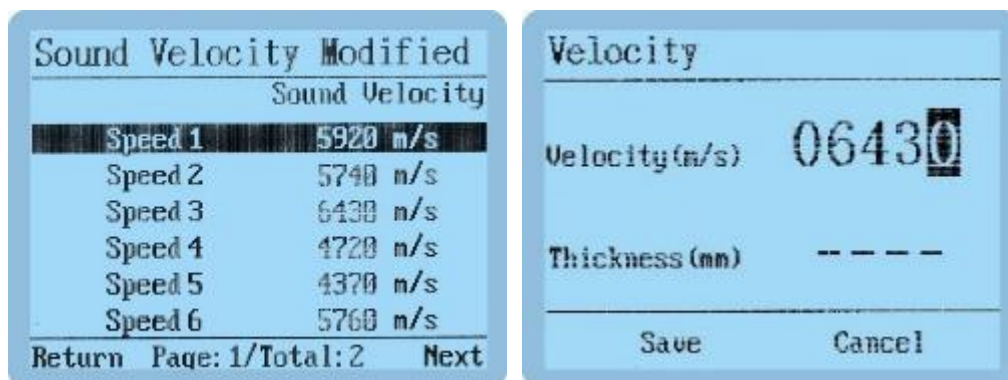 Sound Velocity Modified
Sound Velocity
Speed 1 5920 m/s
Speed 2 5740 m/s
Speed 3 6430 m/s
Speed 4 4720 m/s
Speed 5 4370 m/s
Speed 6 5760 m/s
Return Page: 1/Total: 2 Next
Velocity
Velocity(m/s) 06430
Thickness(mm) ----
Save Cancel